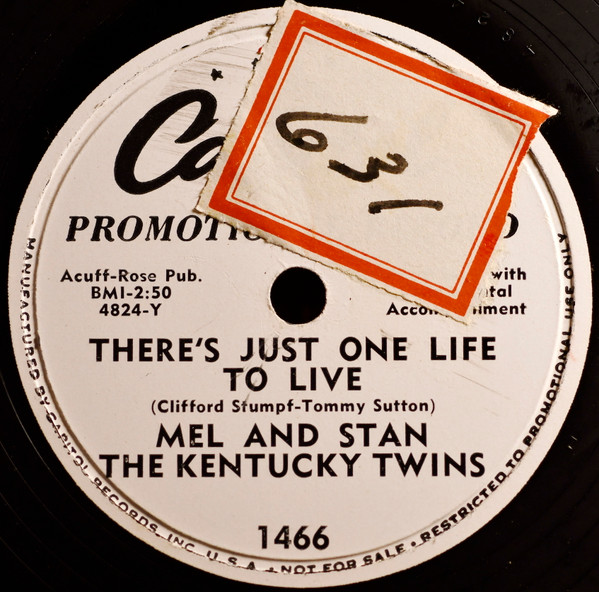 Ca
631
PROMOTIO D
Acuff-Rose Pub.
BMI-2:50
4824-Y
with
tal
Acco ment
THERE'S JUST ONE LIFE
TO LIVE
(Clifford Stumpf-Tommy Sutton)
MEL AND STAN
THE KENTUCKY TWINS
1466
MANUFACTURED BY CAPITOL RECORDS, INC. U.S.A. • NOT FOR SALE • RESTRICTED TO PROMOTIONAL USE ONLY